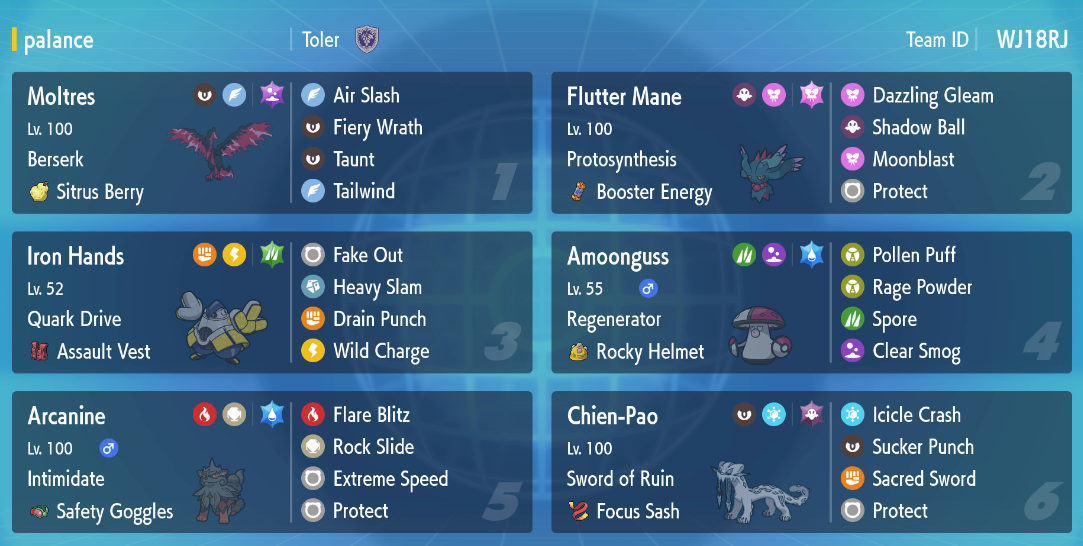 palance
Toler
Team ID WJ18RJ
Moltres
Lv. 100
Berserk
Sitrus Berry
Air Slash
Fiery Wrath
Taunt
Tailwind
1
Flutter Mane
Lv. 100
Protosynthesis
Booster Energy
Dazzling Gleam
Shadow Ball
Moonblast
Protect
2
Iron Hands
Lv. 52
Quark Drive
Assault Vest
Fake Out
Heavy Slam
Drain Punch
Wild Charge
3
Amoonguss
Lv. 55 ♂
Regenerator
Rocky Helmet
Pollen Puff
Rage Powder
Spore
Clear Smog
4
Arcanine
Lv. 100 ♂
Intimidate
Safety Goggles
Flare Blitz
Rock Slide
Extreme Speed
Protect
5
Chien-Pao
Lv. 100
Sword of Ruin
Focus Sash
Icicle Crash
Sucker Punch
Sacred Sword
Protect
6